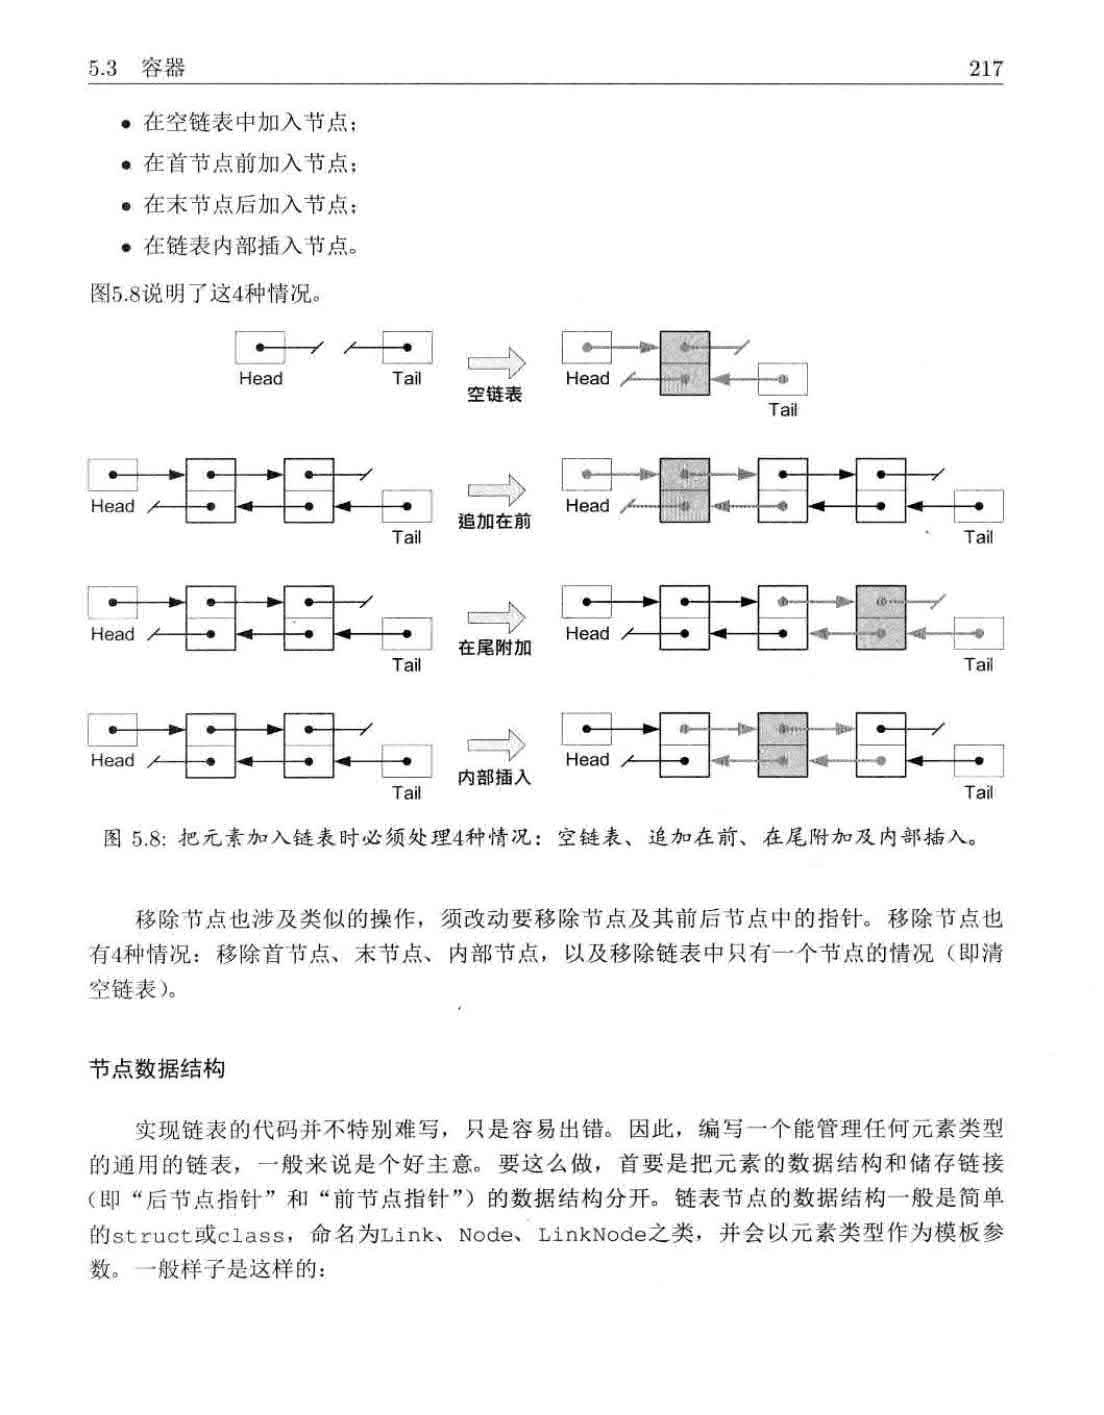 5.3 容器 217
• 在空链表中加入节点；
• 在首节点前加入节点；
• 在末节点后加入节点；
• 在链表内部插入节点。
图5.8说明了这4种情况。
Head Tail 空链表 Head Tail
Head Tail 追加在前 Head Tail
Head Tail 在尾附加 Head Tail
Head Tail 内部插入 Head Tail
图 5.8: 把元素加入链表时必须处理4种情况：空链表、追加在前、在尾附加及内部插入。
移除节点也涉及类似的操作，须改动要移除节点及其前后节点中的指针。移除节点也
有4种情况：移除首节点、末节点、内部节点，以及移除链表中只有一个节点的情况（即清
空链表）。
节点数据结构
实现链表的代码并不特别难写，只是容易出错。因此，编写一个能管理任何元素类型
的通用的链表，一般来说是个好主意。要这么做，首要是把元素的数据结构和储存链接
（即“后节点指针”和“前节点指针”）的数据结构分开。链表节点的数据结构一般是简单
的struct或class，命名为Link、Node、LinkNode之类，并会以元素类型作为模板参
数。一般样子是这样的：